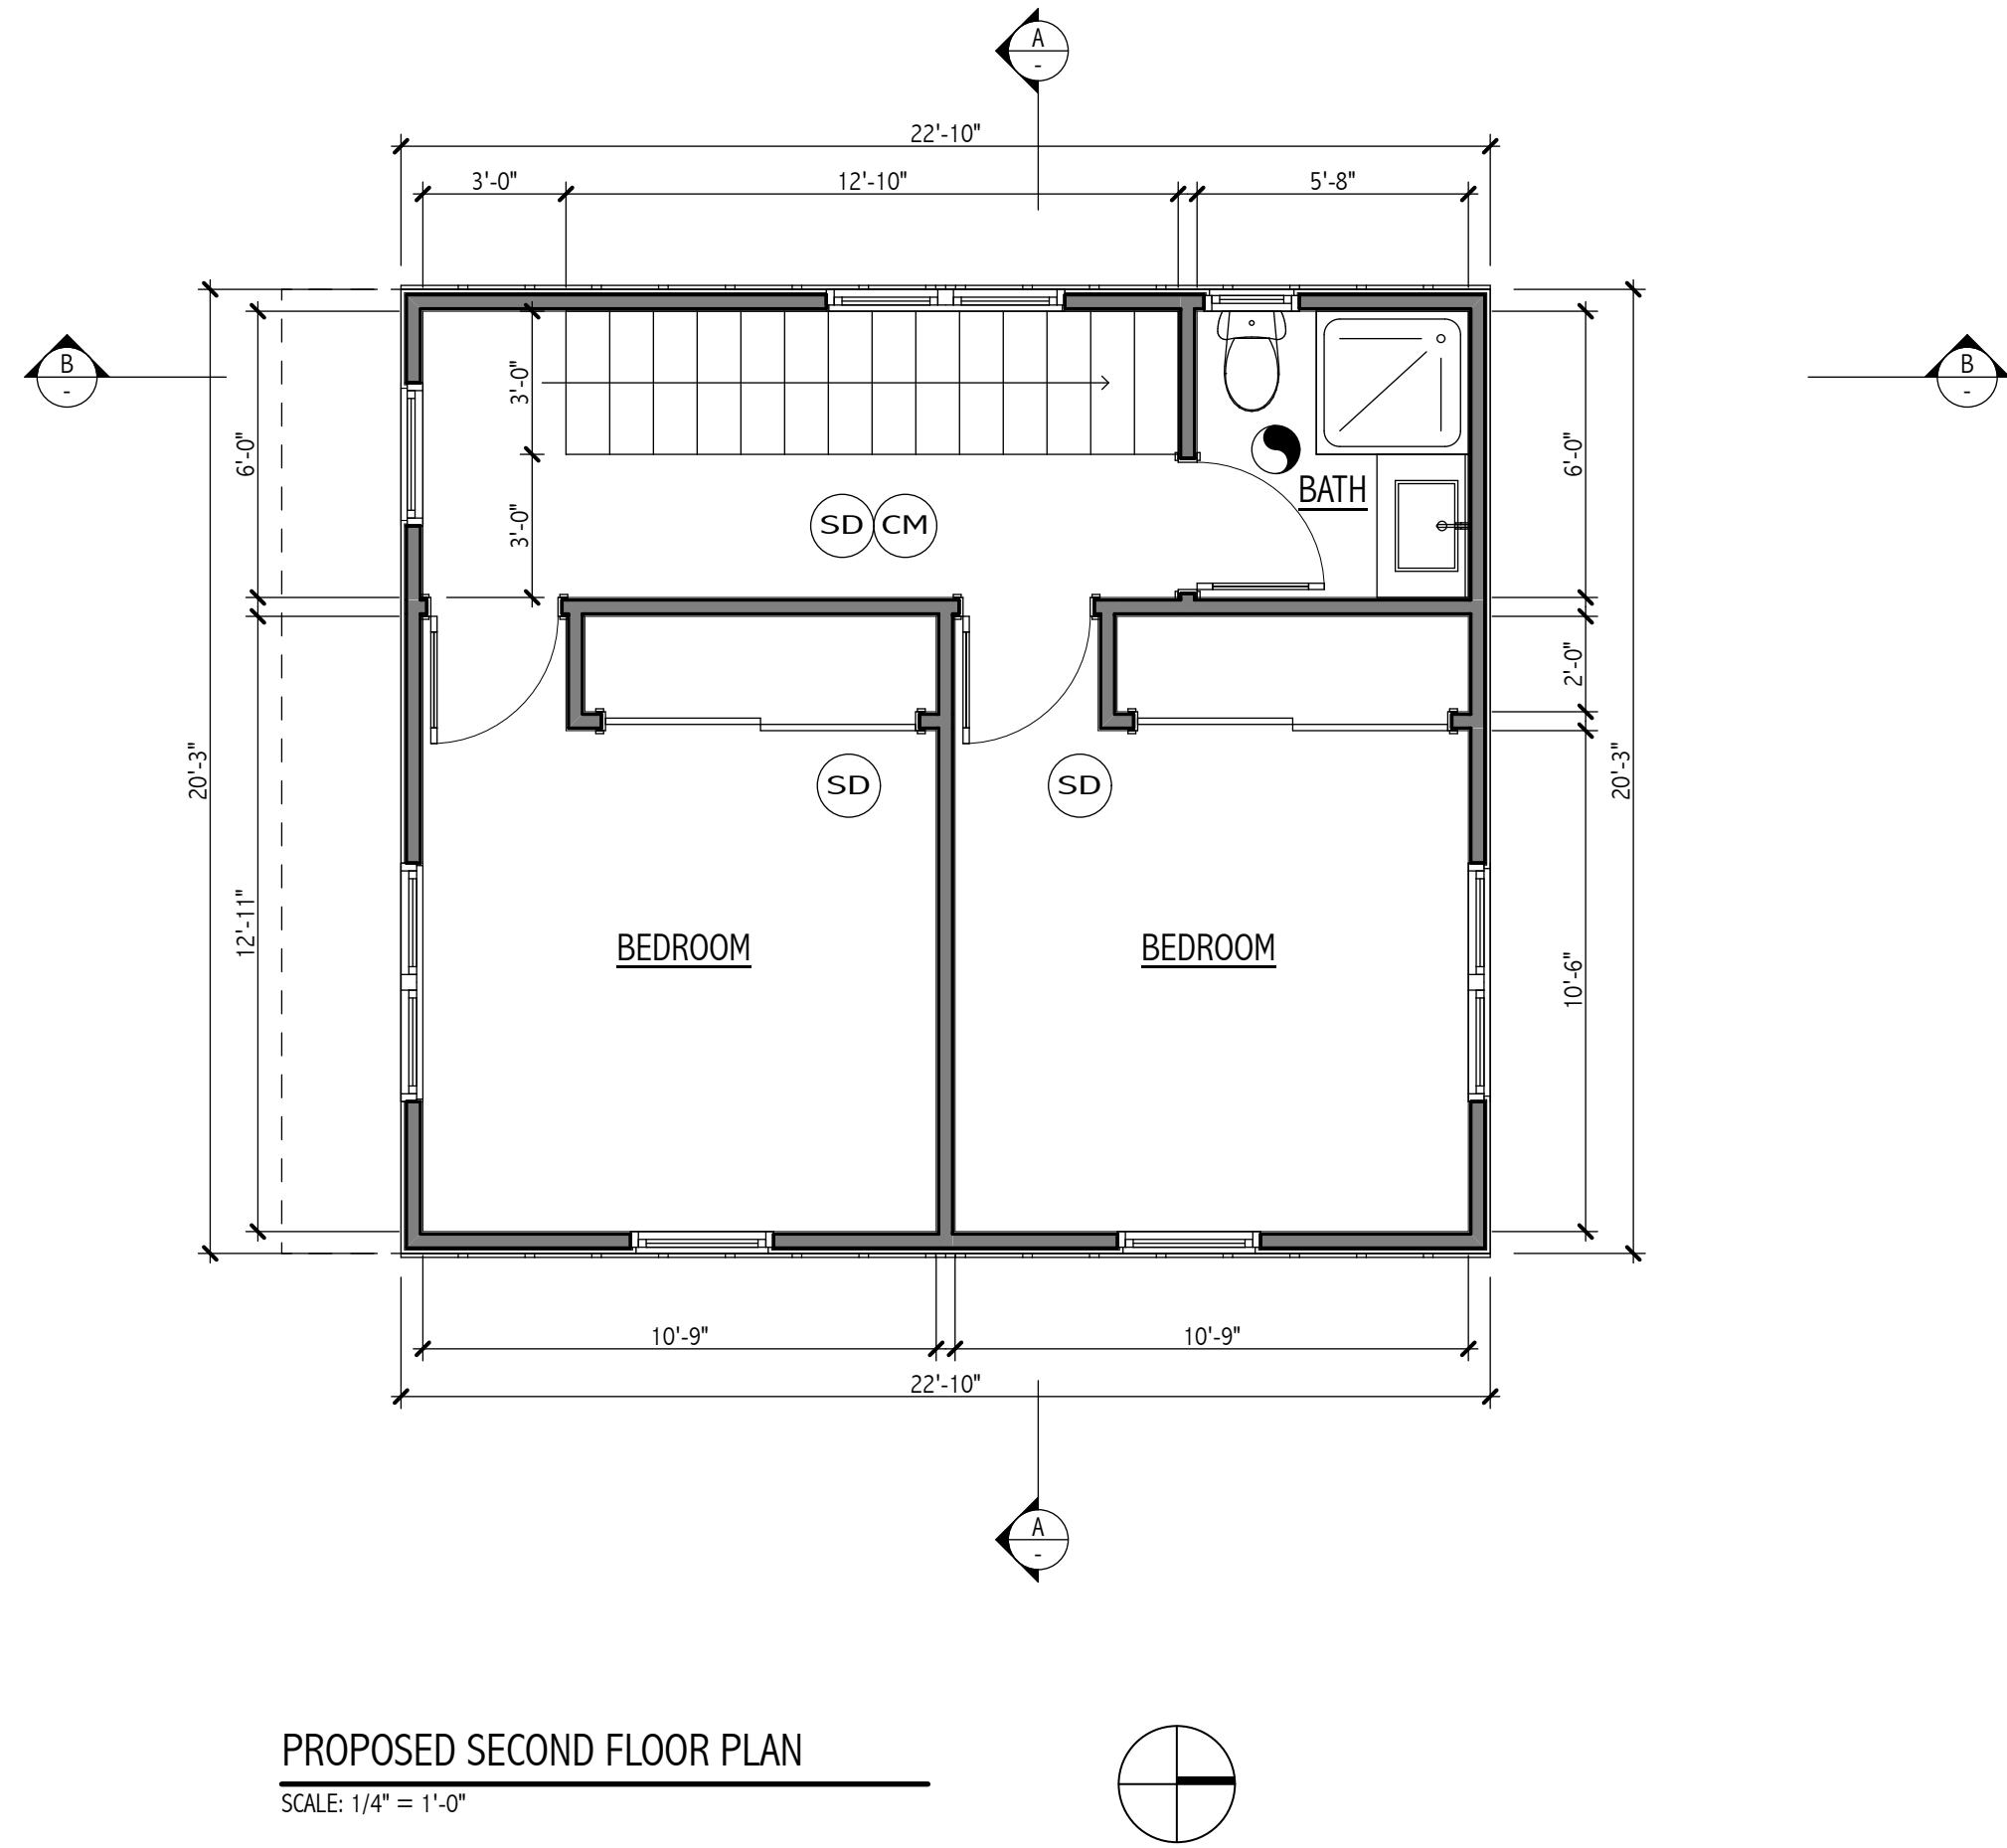 A
-
22'-10"
3'-0"
12'-10"
5'-8"
B
-
B
-
3'-0"
6'-0"
6'-0"
BATH
3'-0"
SD
CM
2'-0"
20'-3"
20'-3"
SD
SD
12'-11"
BEDROOM
BEDROOM
10'-6"
10'-9"
10'-9"
22'-10"
A
-
PROPOSED SECOND FLOOR PLAN
SCALE: 1/4" = 1'-0"